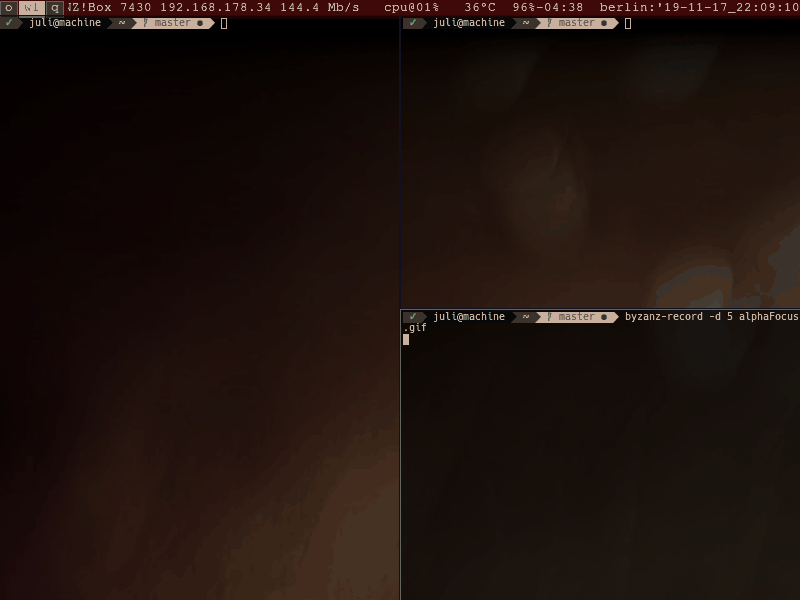 o w1 q Z!Box 7430 192.168.178.34 144.4 Mb/s cpu@01% 36°C 96%-04:38 berlin:'19-11-17_22:09:10
✓ juli@machine ~ master ●
✓ juli@machine ~ master ●
✓ juli@machine ~ master ● byzanz-record -d 5 alphaFocus
.gif